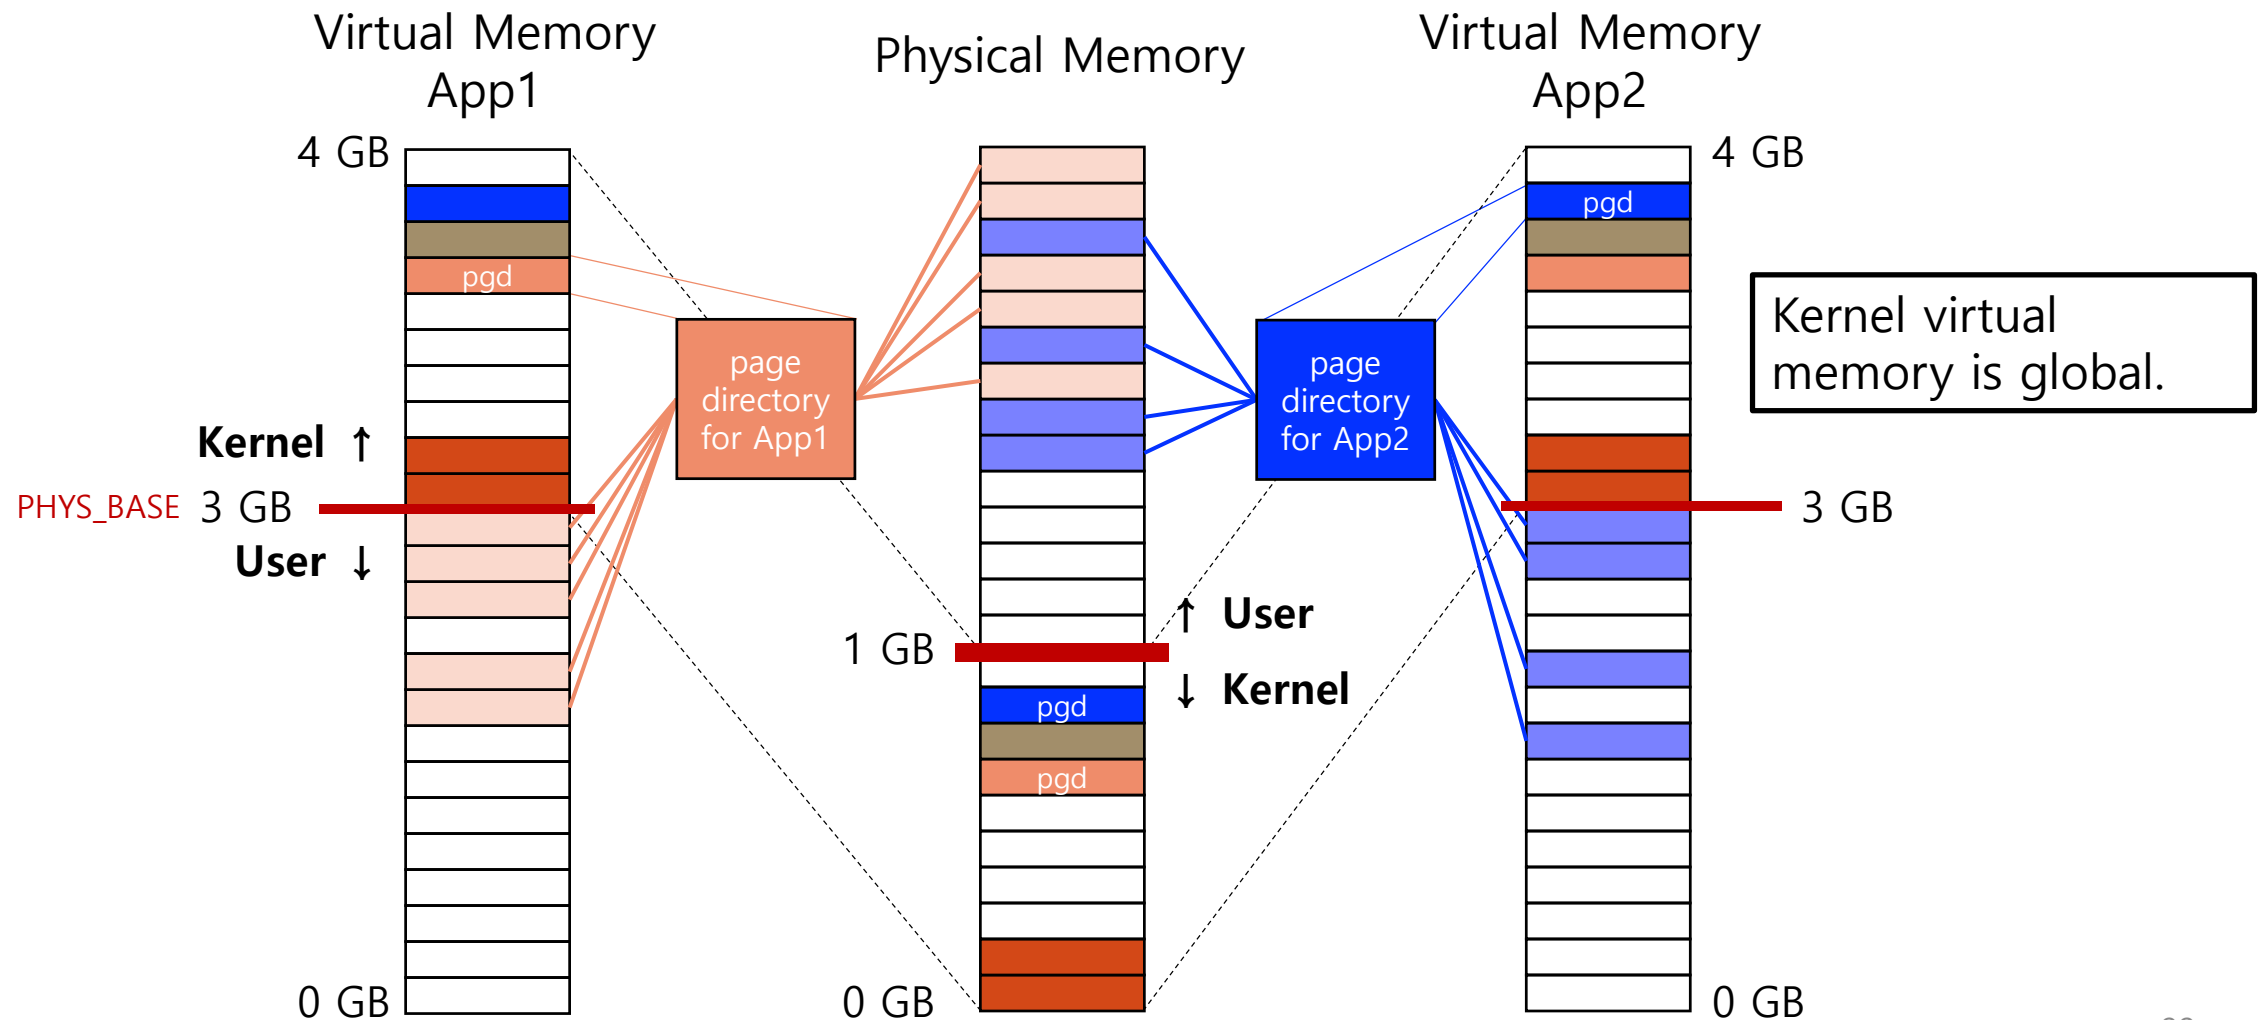 Virtual Memory
App1
Physical Memory
Virtual Memory
App2
4 GB
4 GB
pgd
pgd
Kernel virtual
memory is global.
page
directory
for App1
page
directory
for App2
Kernel ↑
PHYS_BASE 3 GB
3 GB
User ↓
↑ User
1 GB
↓ Kernel
pgd
pgd
0 GB
0 GB
0 GB